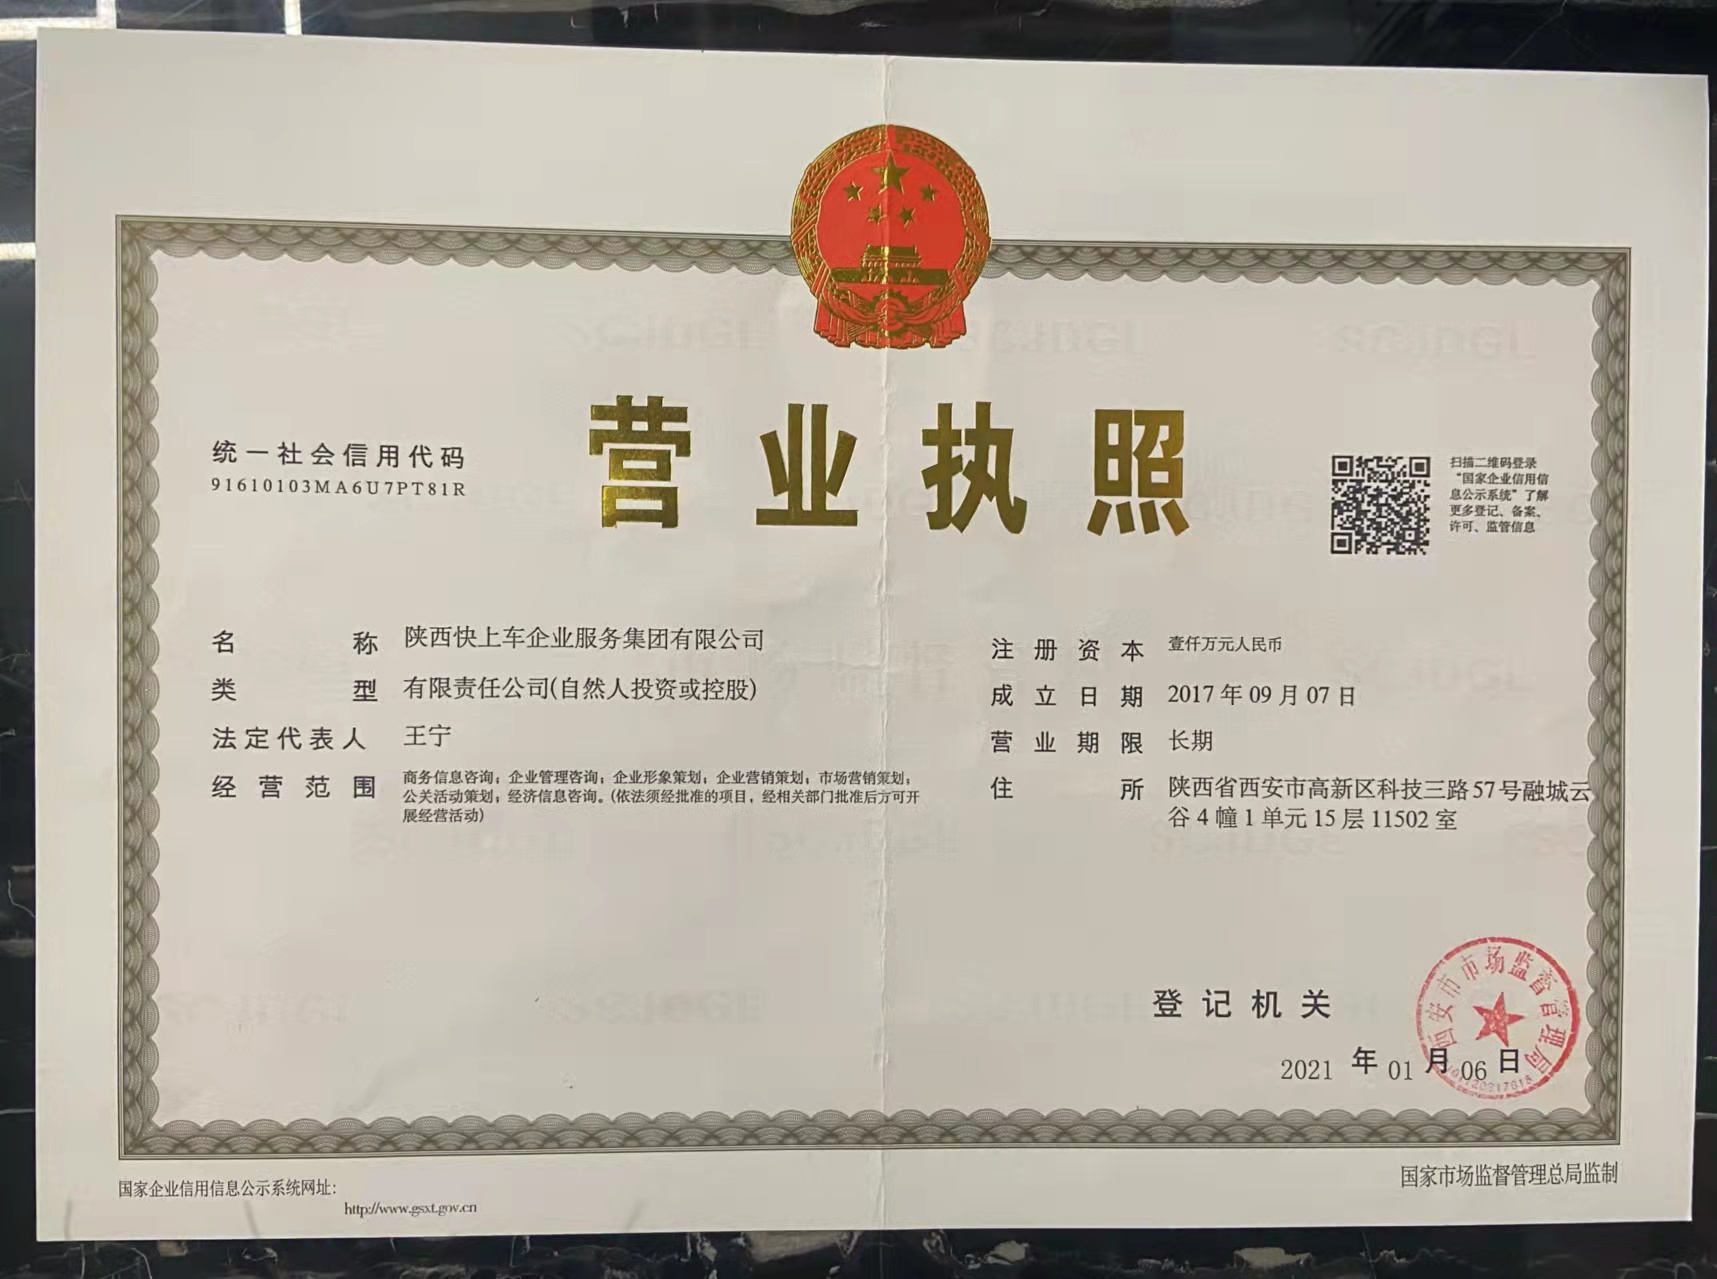 营业执照
统一社会信用代码
91610103MA6U7PT81R
扫描二维码登录
“国家企业信用信
息公示系统”了解
更多登记、备案、
许可、监管信息
名称 陕西快上车企业服务集团有限公司
类型 有限责任公司(自然人投资或控股)
法定代表人 王宁
经营范围 商务信息咨询；企业管理咨询；企业形象策划；企业营销策划；市场营销策划；
公关活动策划；经济信息咨询。(依法须经批准的项目，经相关部门批准后方可开
展经营活动)
注册资本 壹仟万元人民币
成立日期 2017年09月07日
营业期限 长期
住所 陕西省西安市高新区科技三路57号融城云
谷4幢1单元15层11502室
登记机关
2021年01月06日
西安市市场监督管理局
国家企业信用信息公示系统网址：
http://www.gsxt.gov.cn
国家市场监督管理总局监制